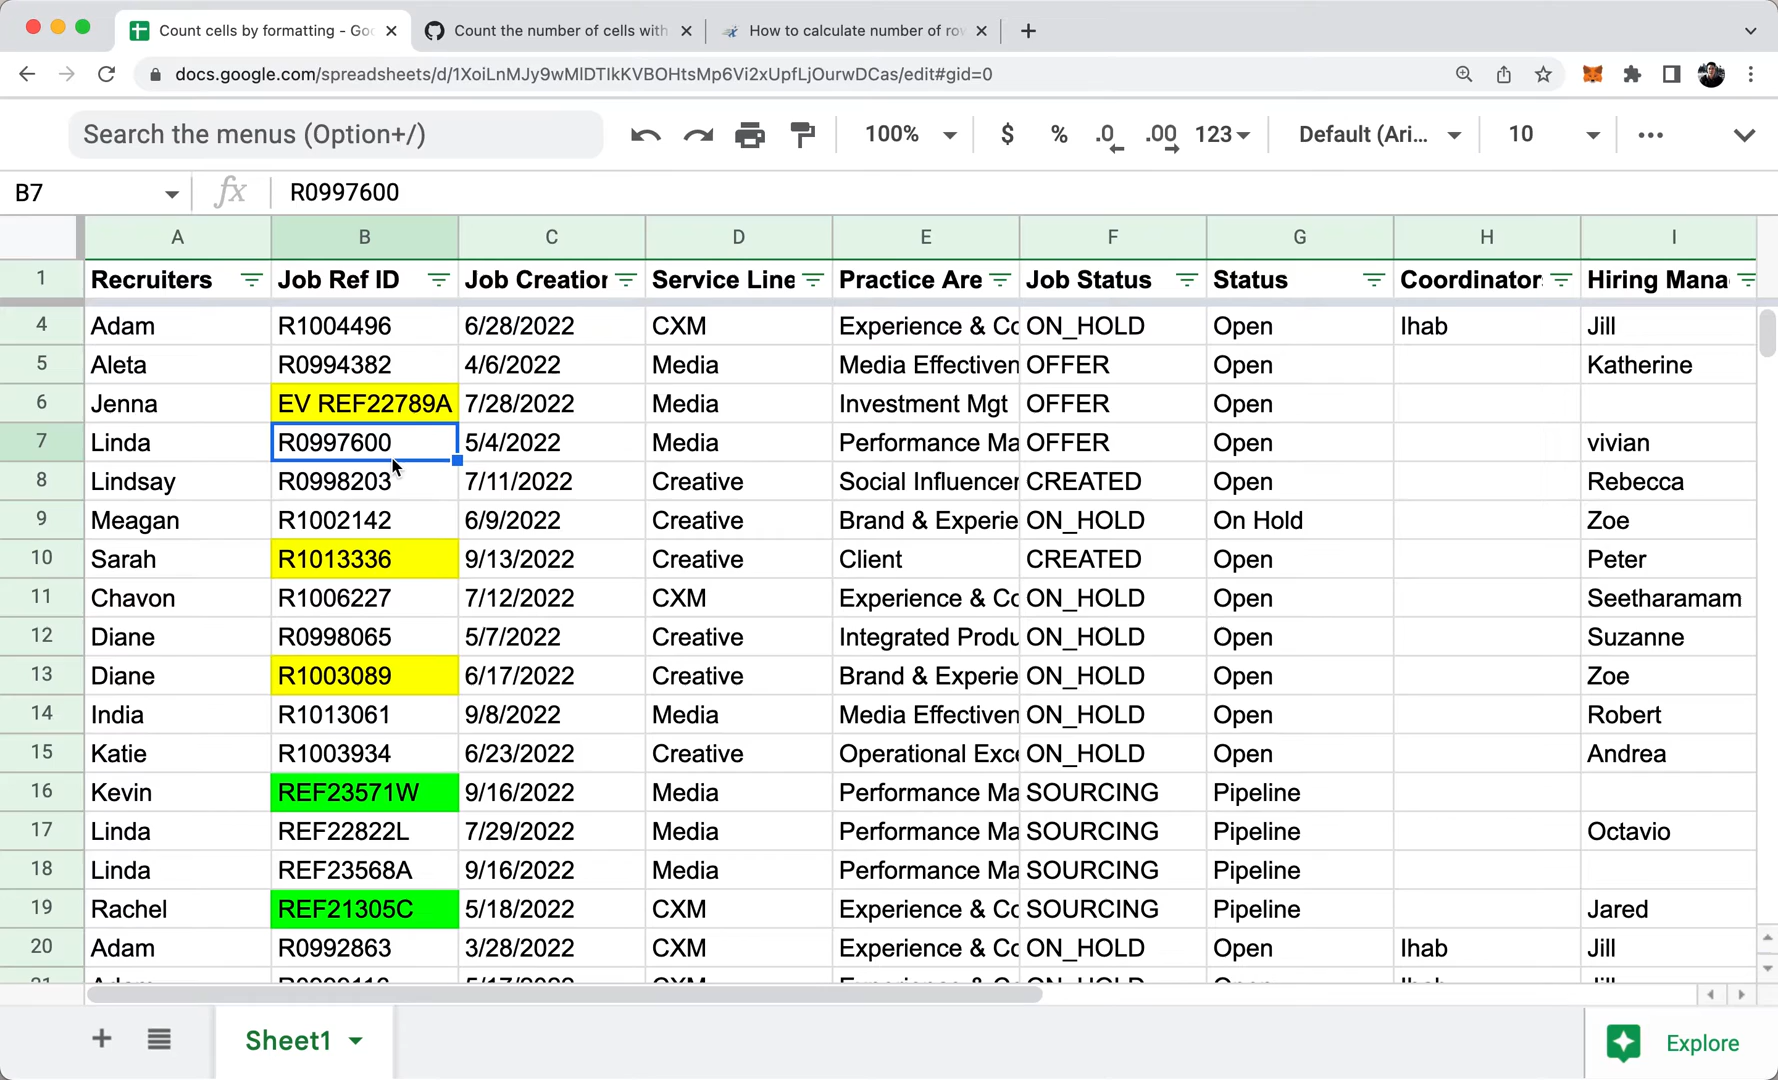 Count cells by formatting - Goo
Count the number of cells with
How to calculate number of row
docs.google.com/spreadsheets/d/1XoiLnMJy9wMlDTlkKVBOHtsMp6Vi2xUpfLjOurwDCas/edit#gid=0
Search the menus (Option+/) 100% $ % .0 .00 123 Default (Ari... 10
B7 fx R0997600
A B C D E F G H I
1 Recruiters Job Ref ID Job Creation Service Line Practice Are Job Status Status Coordinator Hiring Mana
4 Adam R1004496 6/28/2022 CXM Experience & Co ON_HOLD Open Ihab Jill
5 Aleta R0994382 4/6/2022 Media Media Effectiven OFFER Open Katherine
6 Jenna EV REF22789A 7/28/2022 Media Investment Mgt OFFER Open
7 Linda R0997600 5/4/2022 Media Performance Ma OFFER Open vivian
8 Lindsay R0998203 7/11/2022 Creative Social Influencer CREATED Open Rebecca
9 Meagan R1002142 6/9/2022 Creative Brand & Experie ON_HOLD On Hold Zoe
10 Sarah R1013336 9/13/2022 Creative Client CREATED Open Peter
11 Chavon R1006227 7/12/2022 CXM Experience & Co ON_HOLD Open Seetharamam
12 Diane R0998065 5/7/2022 Creative Integrated Produ ON_HOLD Open Suzanne
13 Diane R1003089 6/17/2022 Creative Brand & Experie ON_HOLD Open Zoe
14 India R1013061 9/8/2022 Media Media Effectiven ON_HOLD Open Robert
15 Katie R1003934 6/23/2022 Creative Operational Exce ON_HOLD Open Andrea
16 Kevin REF23571W 9/16/2022 Media Performance Ma SOURCING Pipeline
17 Linda REF22822L 7/29/2022 Media Performance Ma SOURCING Pipeline Octavio
18 Linda REF23568A 9/16/2022 Media Performance Ma SOURCING Pipeline
19 Rachel REF21305C 5/18/2022 CXM Experience & Co SOURCING Pipeline Jared
20 Adam R0992863 3/28/2022 CXM Experience & Co ON_HOLD Open Ihab Jill
Sheet1
Explore